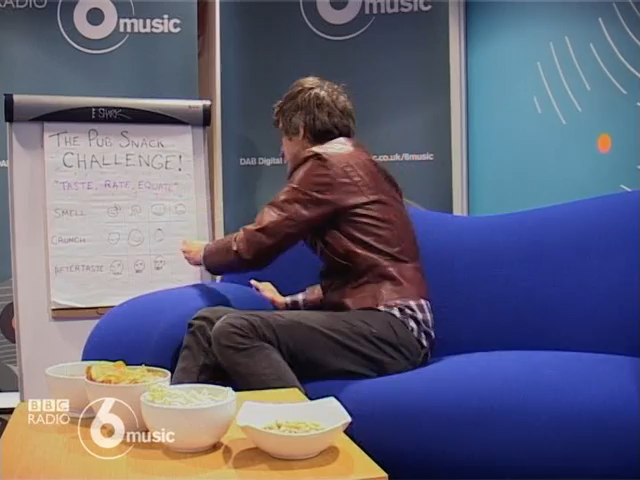 RADIO 6music
6music
DAB Digital
co.uk/6music
THE PUB SNACK
CHALLENGE!
"TASTE, RATE, EQUATE"
SMELL
CRUNCH
AFTERTASTE
BBC
RADIO 6music